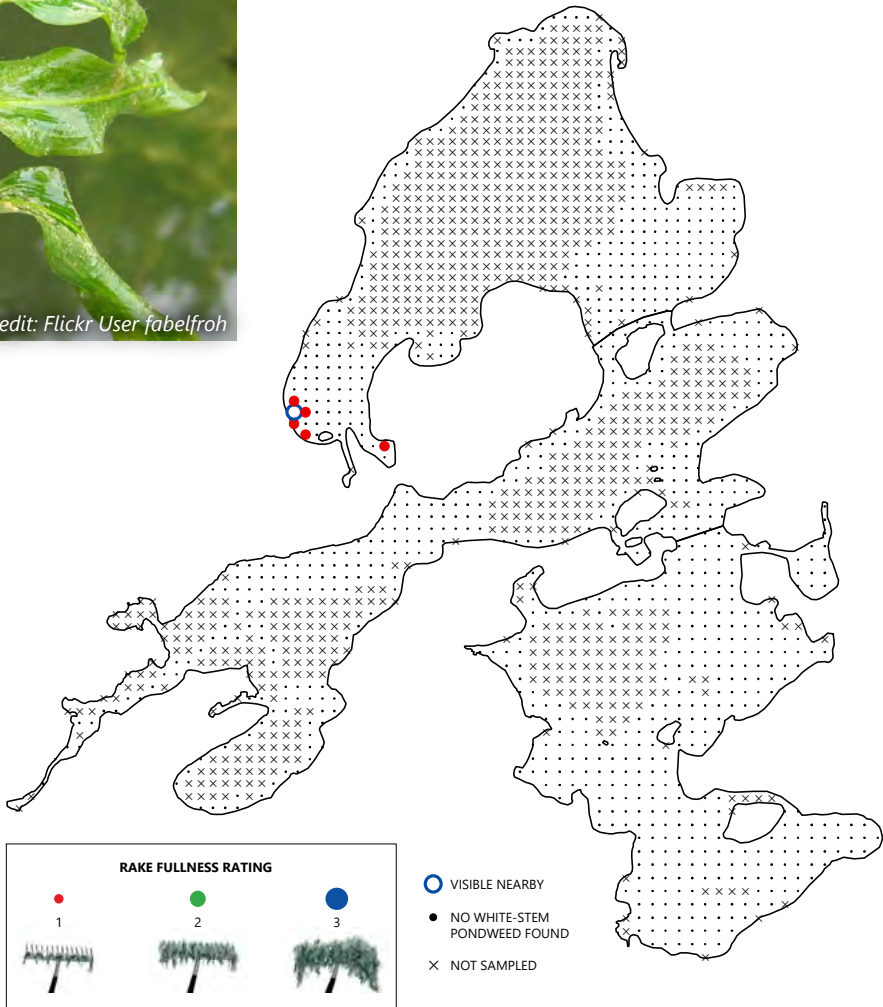 edit: Flickr User fabelfroh
RAKE FULLNESS RATING
1 2 3
VISIBLE NEARBY
NO WHITE-STEM
PONDWEED FOUND
NOT SAMPLED